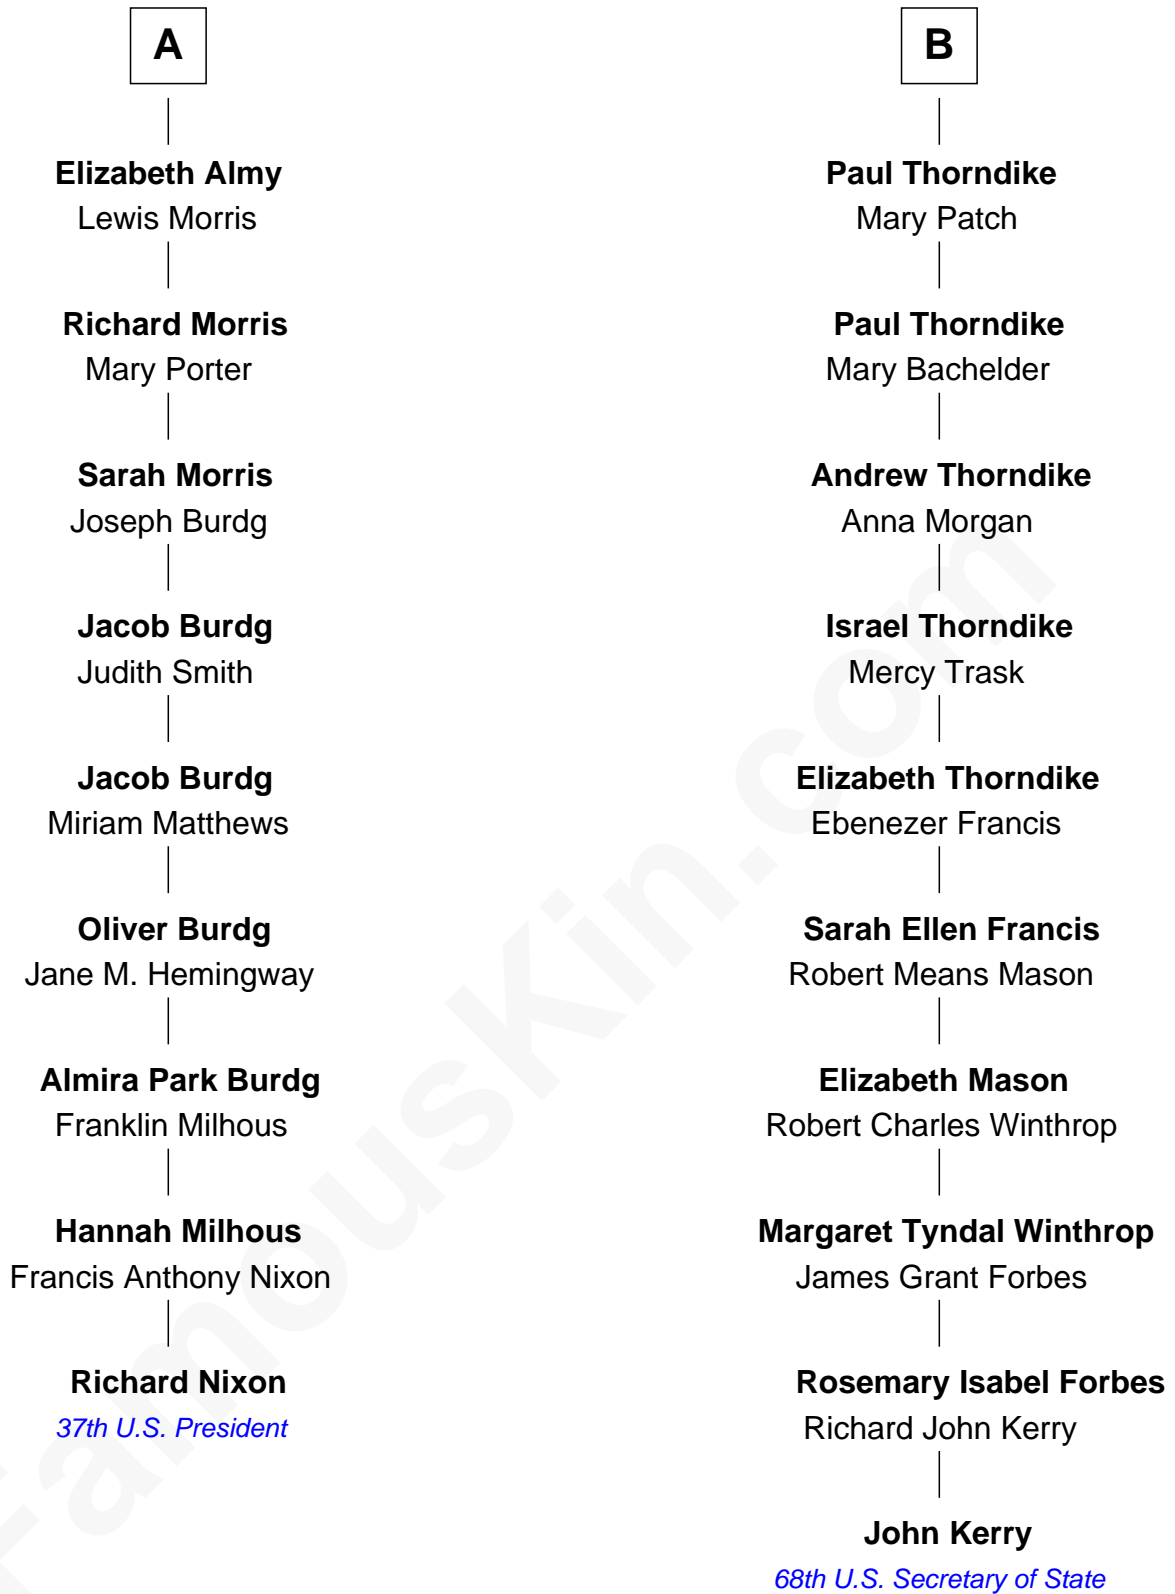 A
Elizabeth Almy
Lewis Morris
Richard Morris
Mary Porter
Sarah Morris
Joseph Burdg
Jacob Burdg
Judith Smith
Jacob Burdg
Miriam Matthews
Oliver Burdg
Jane M. Hemingway
Almira Park Burdg
Franklin Milhous
Hannah Milhous
Francis Anthony Nixon
Richard Nixon
37th U.S. President
B
Paul Thorndike
Mary Patch
Paul Thorndike
Mary Bachelder
Andrew Thorndike
Anna Morgan
Israel Thorndike
Mercy Trask
Elizabeth Thorndike
Ebenezer Francis
Sarah Ellen Francis
Robert Means Mason
Elizabeth Mason
Robert Charles Winthrop
Margaret Tyndal Winthrop
James Grant Forbes
Rosemary Isabel Forbes
Richard John Kerry
John Kerry
68th U.S. Secretary of State
FamousKin.com